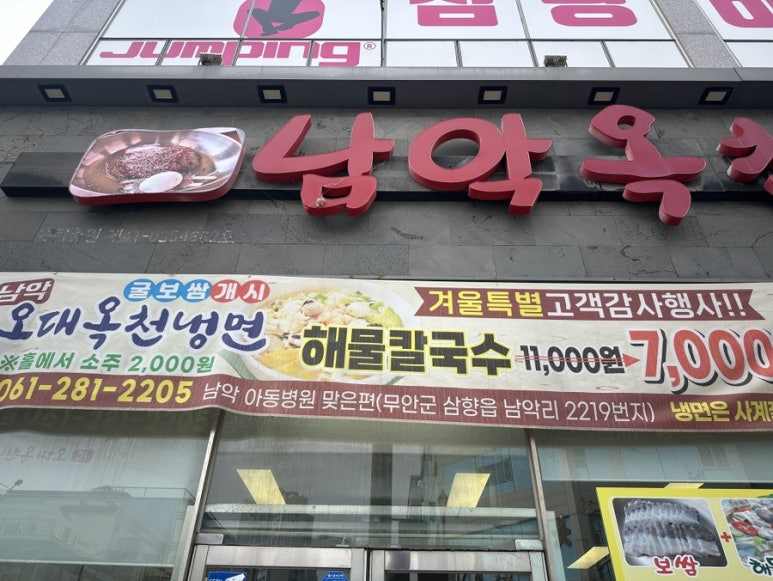 점핑
JUMPING®
남악옥
남악
굴보쌈개시
오대옥천냉면
※홀에서 소주 2,000원
061-281-2205
겨울특별고객감사행사!!
해물칼국수 11,000원 7,000
남악 아동병원 맞은편(무안군 삼향읍 남악리 2219번지)
냉면은 사계
보쌈 + 해